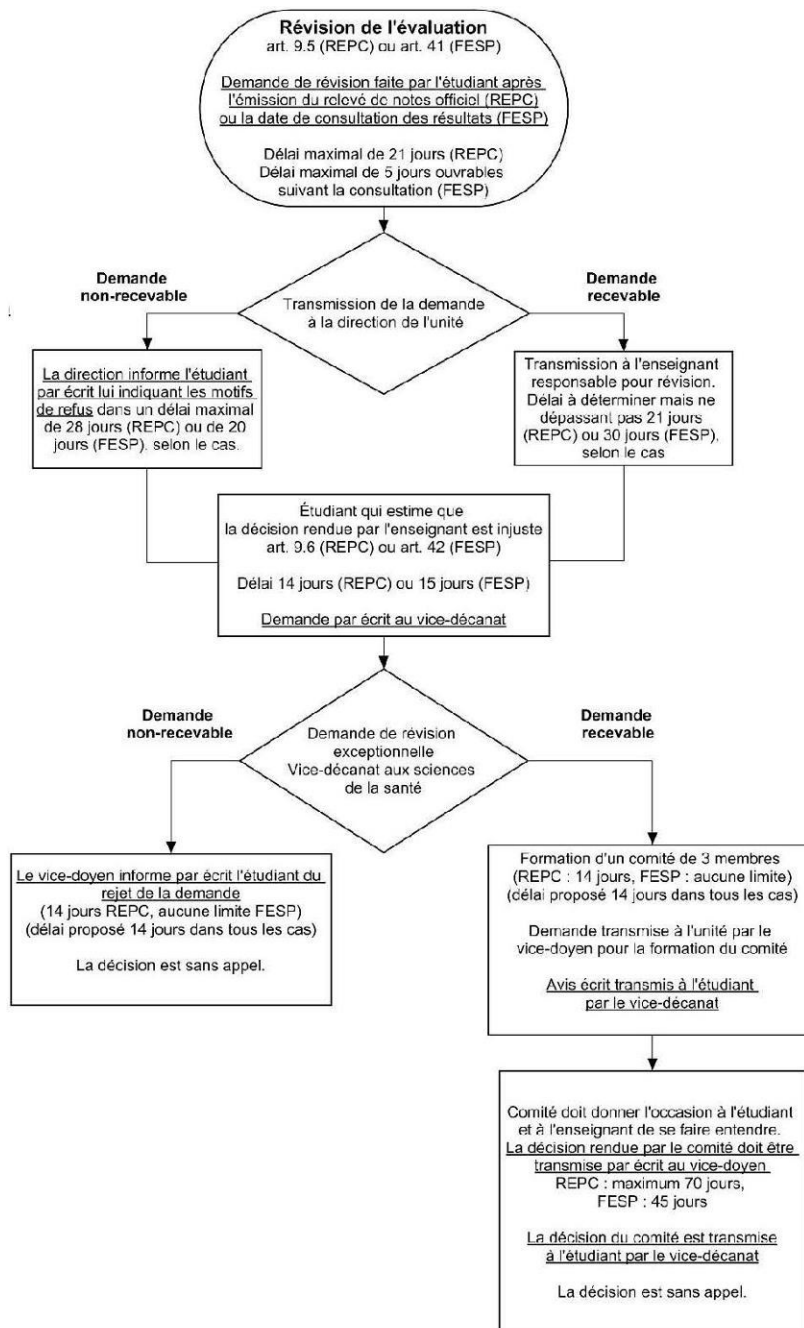 Révision de l'évaluation
art. 9.5 (REPC) ou art. 41 (FESP)
Demande de révision faite par l'étudiant après
l'émission du relevé de notes officiel (REPC)
ou la date de consultation des résultats (FESP)
Délai maximal de 21 jours (REPC)
Délai maximal de 5 jours ouvrables
suivant la consultation (FESP)
Transmission de la demande
à la direction de l'unité
Demande
non-recevable
Demande
recevable
La direction informe l'étudiant
par écrit lui indiquant les motifs
de refus dans un délai maximal
de 28 jours (REPC) ou de 20
jours (FESP), selon le cas.
Transmission à l'enseignant
responsable pour révision.
Délai à déterminer mais ne
dépassant pas 21 jours
(REPC) ou 30 jours (FESP),
selon le cas
Étudiant qui estime que
la décision rendue par l'enseignant est injuste
art. 9.6 (REPC) ou art. 42 (FESP)
Délai 14 jours (REPC) ou 15 jours (FESP)
Demande par écrit au vice-décanat
Demande
non-recevable
Demande
recevable
Demande de révision
exceptionnelle
Vice-décanat aux sciences
de la santé
Le vice-doyen informe par écrit l'étudiant du
rejet de la demande
(14 jours REPC, aucune limite FESP)
(délai proposé 14 jours dans tous les cas)
La décision est sans appel.
Formation d'un comité de 3 membres
(REPC : 14 jours, FESP : aucune limite)
(délai proposé 14 jours dans tous les cas)
Demande transmise à l'unité par le
vice-doyen pour la formation du comité
Avis écrit transmis à l'étudiant
par le vice-décanat
Comité doit donner l'occasion à l'étudiant
et à l'enseignant de se faire entendre.
La décision rendue par le comité doit être
transmise par écrit au vice-doyen
REPC : maximum 70 jours,
FESP : 45 jours
La décision du comité est transmise
à l'étudiant par le vice-décanat
La décision est sans appel.